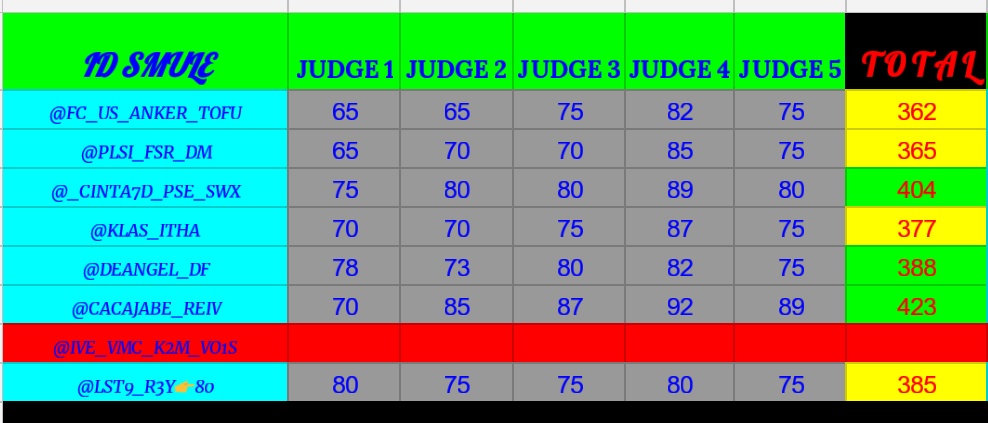 ID SMULE JUDGE 1 JUDGE 2 JUDGE 3 JUDGE 4 JUDGE 5 TOTAL
@FC_US_ANKER_TOFU 65 65 75 82 75 362
@PLSI_FSR_DM 65 70 70 85 75 365
@_CINTA7D_PSE_SWX 75 80 80 89 80 404
@KLAS_ITHA 70 70 75 87 75 377
@DEANGEL_DF 78 73 80 82 75 388
@CACAJABE_REIV 70 85 87 92 89 423
@IVE_VMC_K2M_VO1S
@LST9_R3Y👉80 80 75 75 80 75 385